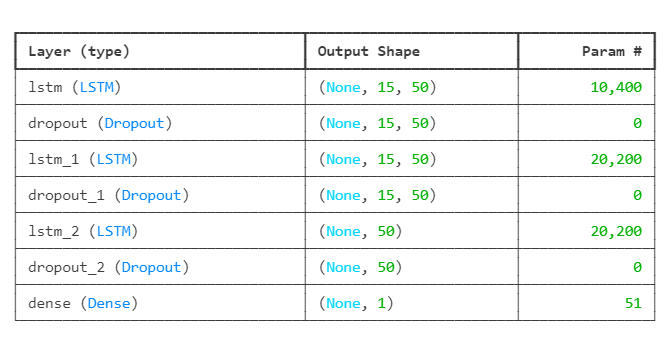 Layer (type) Output Shape Param #
lstm (LSTM) (None, 15, 50) 10,400
dropout (Dropout) (None, 15, 50) 0
lstm_1 (LSTM) (None, 15, 50) 20,200
dropout_1 (Dropout) (None, 15, 50) 0
lstm_2 (LSTM) (None, 50) 20,200
dropout_2 (Dropout) (None, 50) 0
dense (Dense) (None, 1) 51